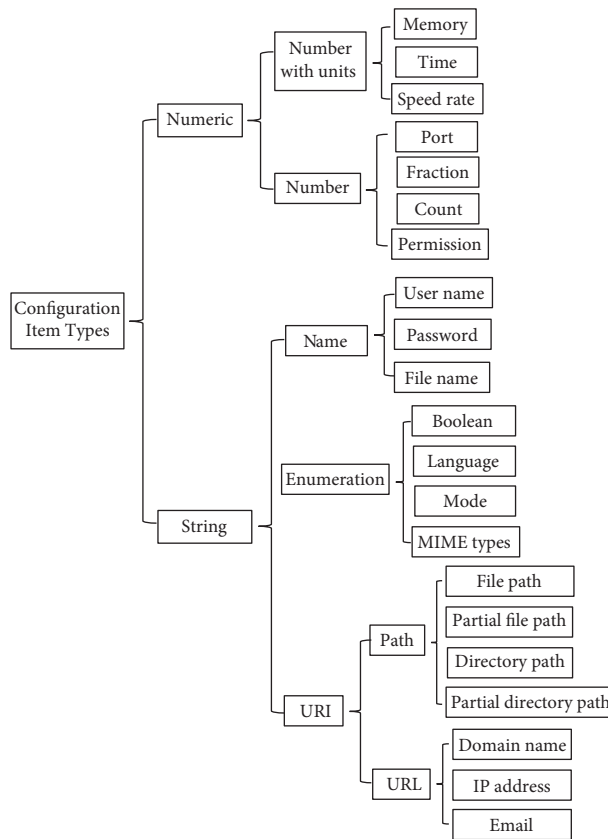 Configuration
Item Types
Numeric
Number
with units
Memory
Time
Speed rate
Number
Port
Fraction
Count
Permission
String
Name
User name
Password
File name
Enumeration
Boolean
Language
Mode
MIME types
URI
Path
File path
Partial file path
Directory path
Partial directory path
URL
Domain name
IP address
Email